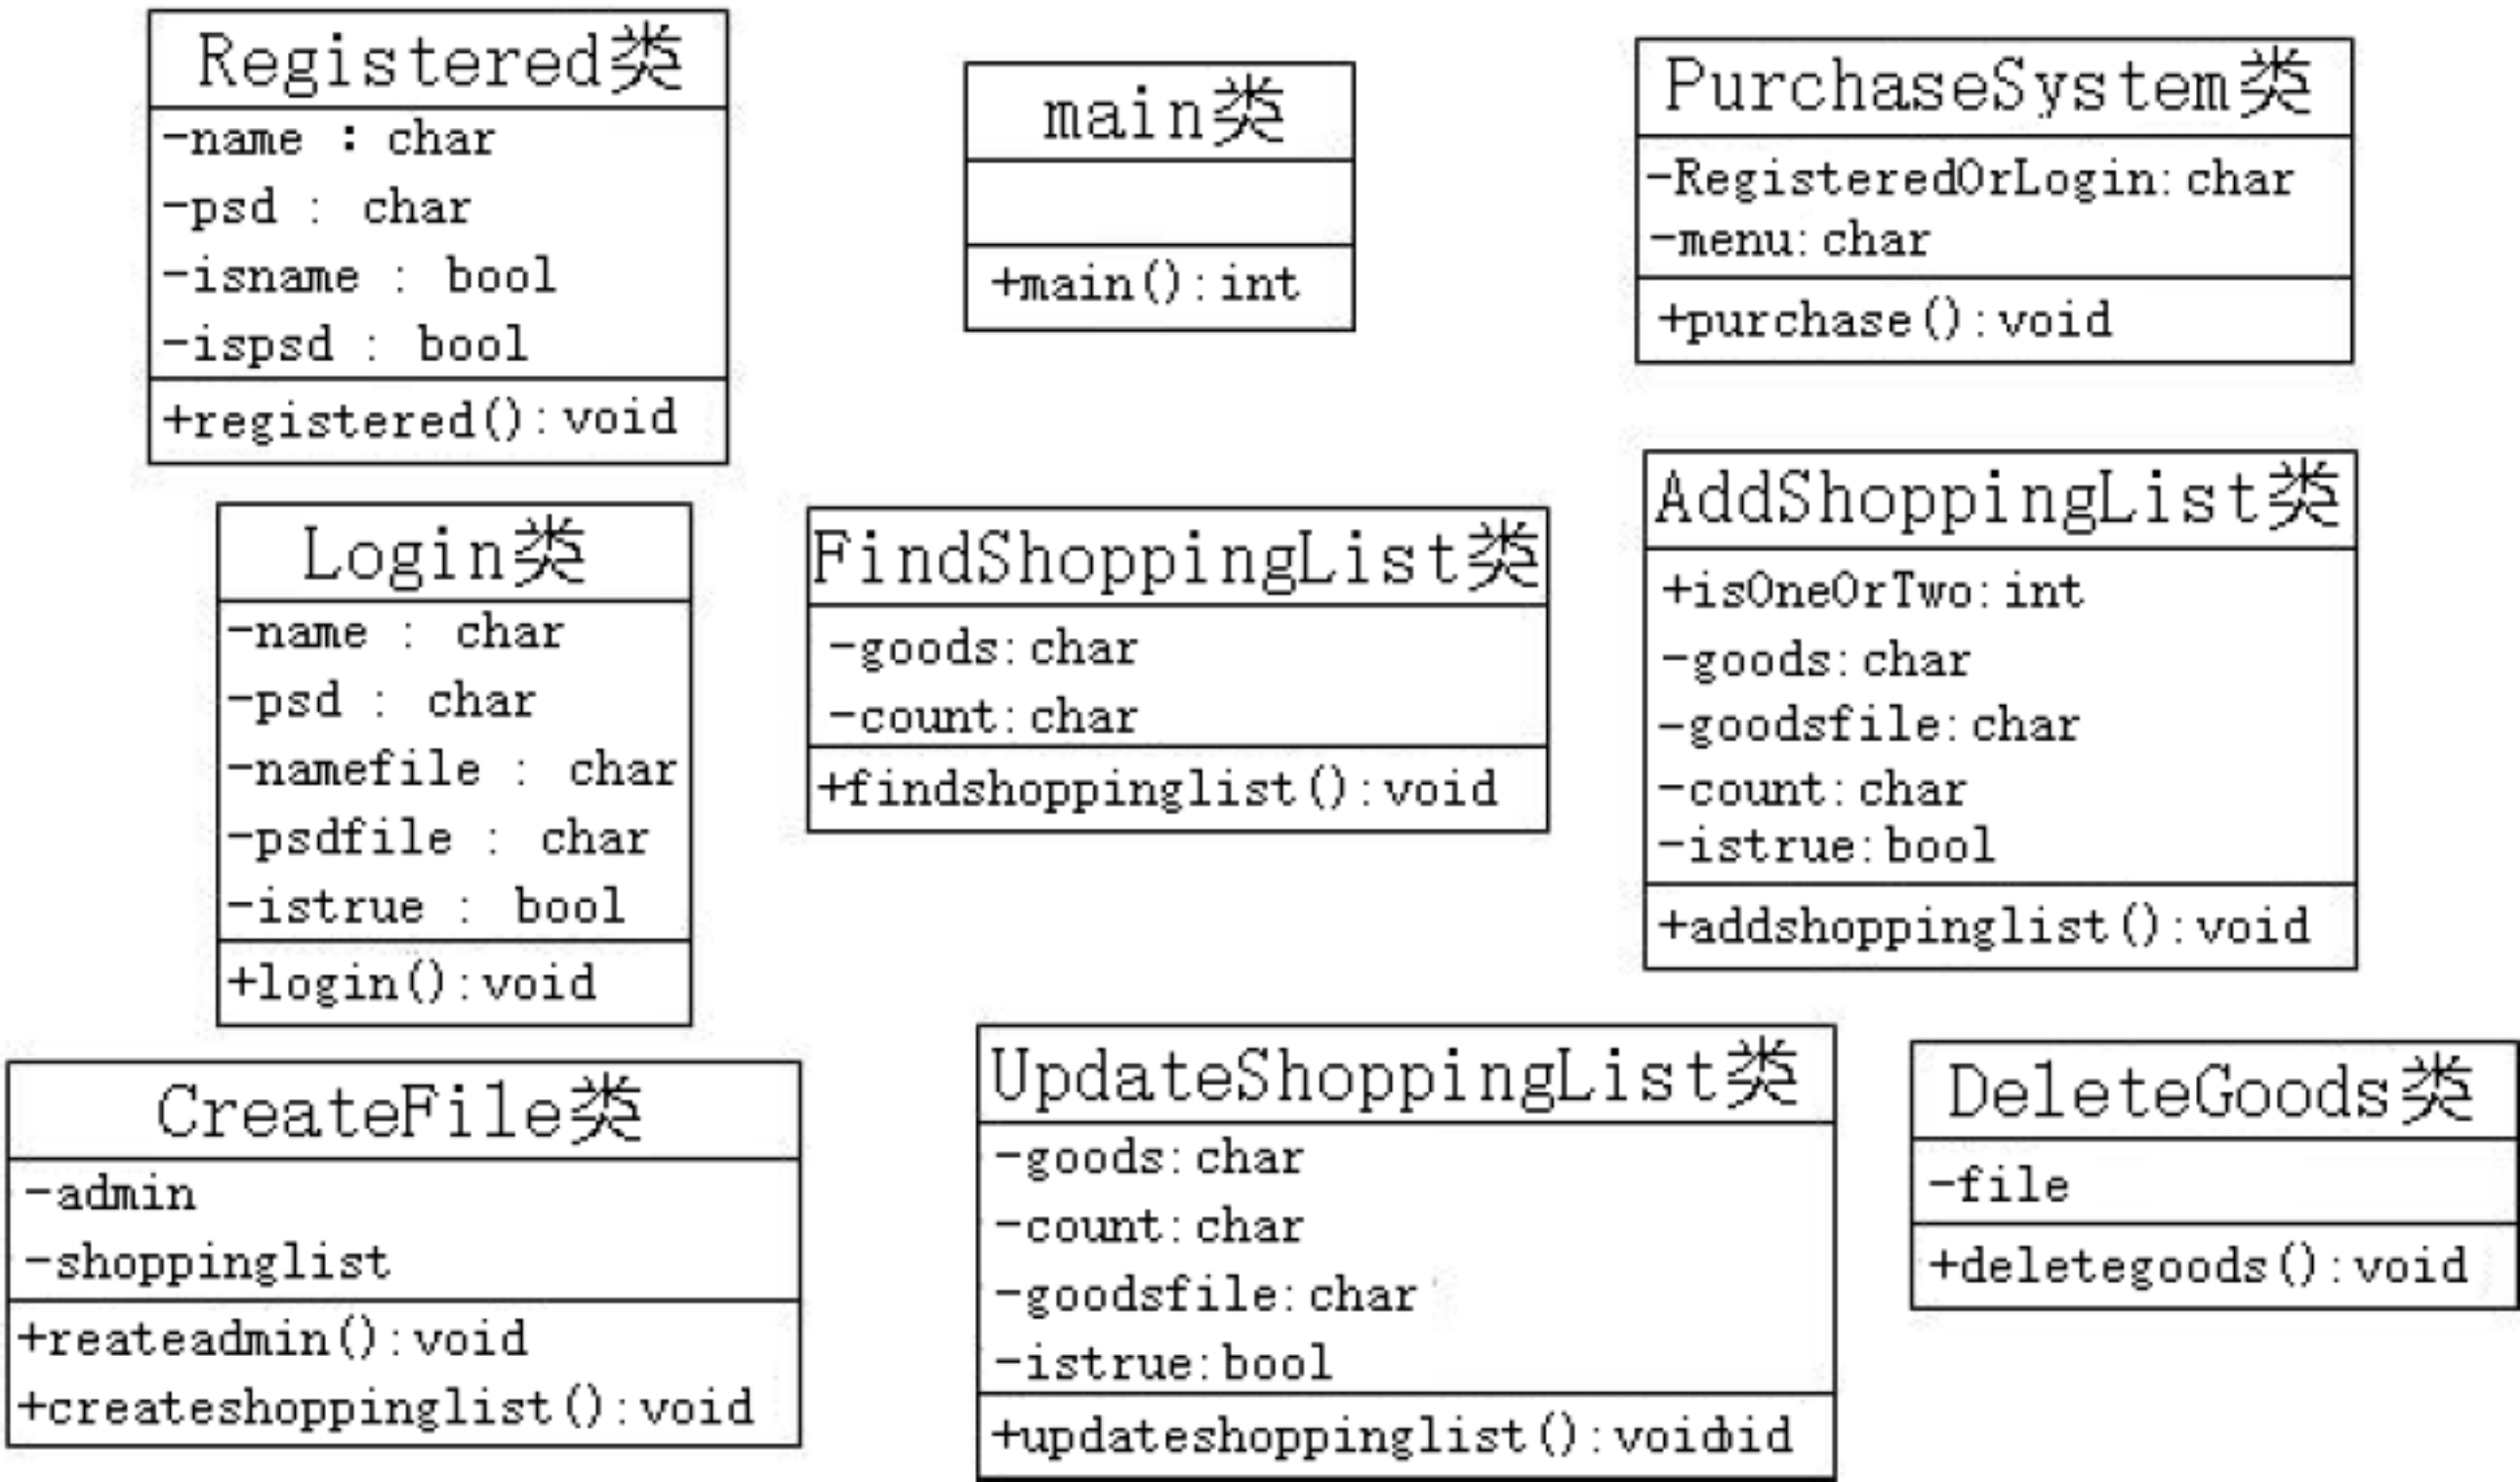 Registered类
-name : char
-psd : char
-isname : bool
-ispsd : bool
+registered():void
main类
+main():int
PurchaseSystem类
-RegisteredOrLogin:char
-menu:char
+purchase():void
Login类
-name : char
-psd : char
-namefile : char
-psdfile : char
-istrue : bool
+login():void
FindShoppingList类
-goods:char
-count:char
+findshoppinglist():void
AddShoppingList类
+isOneOrTwo:int
-goods:char
-goodsfile:char
-count:char
-istrue:bool
+addshoppinglist():void
CreateFile类
-admin
-shoppinglist
+reateadmin():void
+createshoppinglist():void
UpdateShoppingList类
-goods:char
-count:char
-goodsfile:char
-istrue:bool
+updateshoppinglist():voidoid
DeleteGoods类
-file
+deletegoods():void